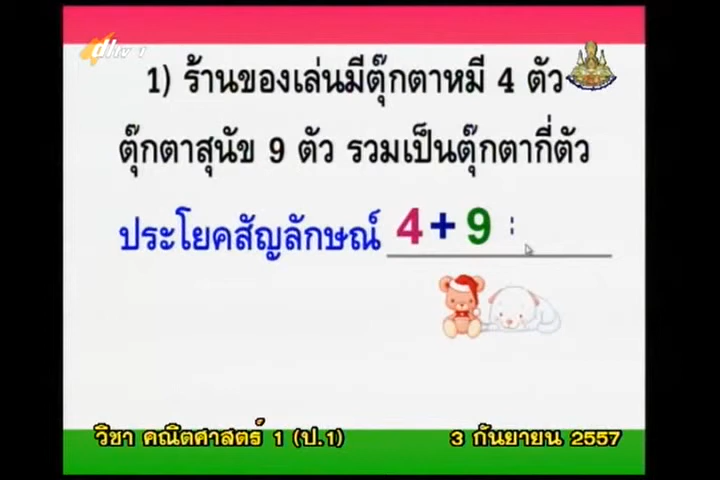 dltv 1
1) ร้านของเล่นมีตุ๊กตาหมี 4 ตัว
ตุ๊กตาสุนัข 9 ตัว รวมเป็นตุ๊กตากี่ตัว
ประโยคสัญลักษณ์ 4 + 9
วิชา คณิตศาสตร์ 1 (ป.1) 3 กันยายน 2557